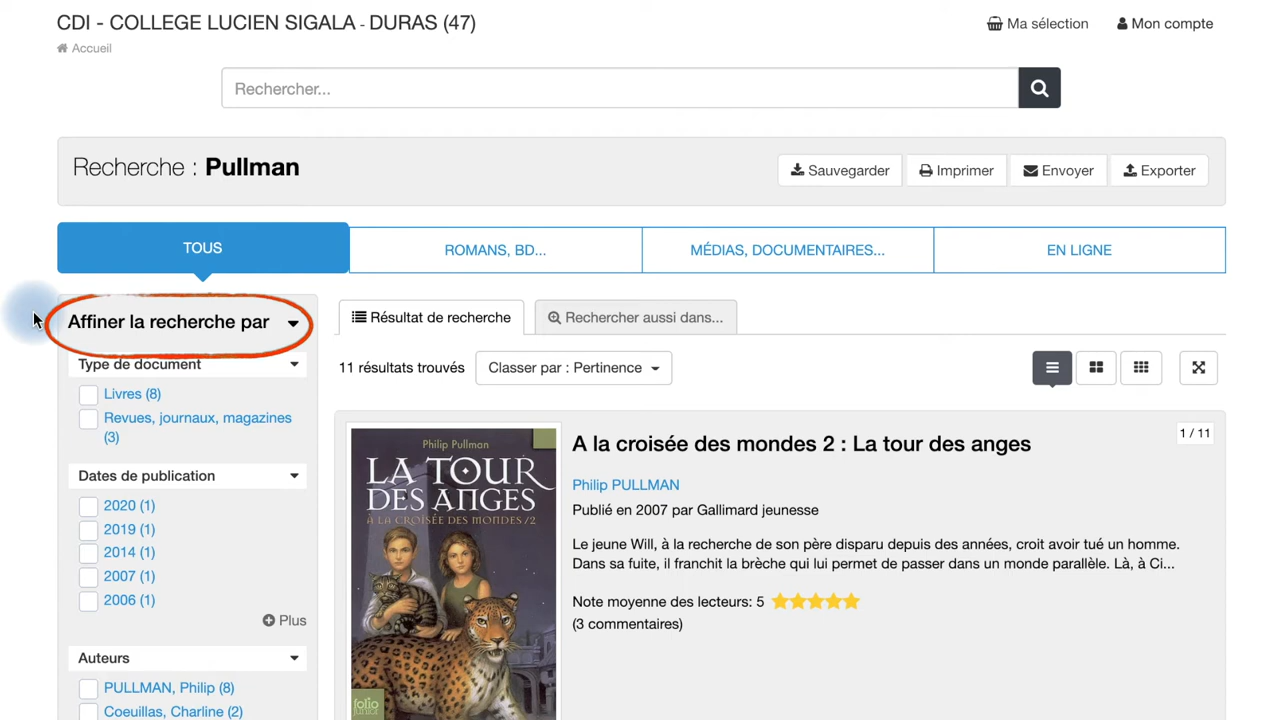 CDI - COLLEGE LUCIEN SIGALA - DURAS (47)
Ma sélection
Mon compte
Accueil
Rechercher...
Recherche : Pullman
Sauvegarder
Imprimer
Envoyer
Exporter
TOUS
ROMANS, BD...
MÉDIAS, DOCUMENTAIRES...
EN LIGNE
Affiner la recherche par
Type de document
Livres (8)
Revues, journaux, magazines
(3)
Dates de publication
2020 (1)
2019 (1)
2014 (1)
2007 (1)
2006 (1)
Plus
Auteurs
PULLMAN, Philip (8)
Coeuillas, Charline (2)
Résultat de recherche
Rechercher aussi dans...
11 résultats trouvés
Classer par : Pertinence
Philip Pullman
LA TOUR
DES ANGES
À LA CROISÉE DES MONDES /2
folio
junior
A la croisée des mondes 2 : La tour des anges
1 / 11
Philip PULLMAN
Publié en 2007 par Gallimard jeunesse
Le jeune Will, à la recherche de son père disparu depuis des années, croit avoir tué un homme.
Dans sa fuite, il franchit la brèche qui lui permet de passer dans un monde parallèle. Là, à Ci...
Note moyenne des lecteurs: 5
(3 commentaires)